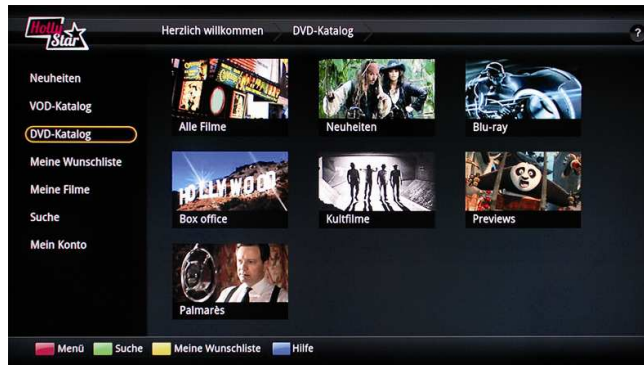 Holly
Star
Herzlich willkommen
DVD-Katalog
?
Neuheiten
VOD-Katalog
DVD-Katalog
Meine Wunschliste
Meine Filme
Suche
Mein Konto
Alle Filme
Neuheiten
Blu-ray
HOLLYWOOD
Box office
Kultfilme
Previews
Palmarès
Menü
Suche
Meine Wunschliste
Hilfe